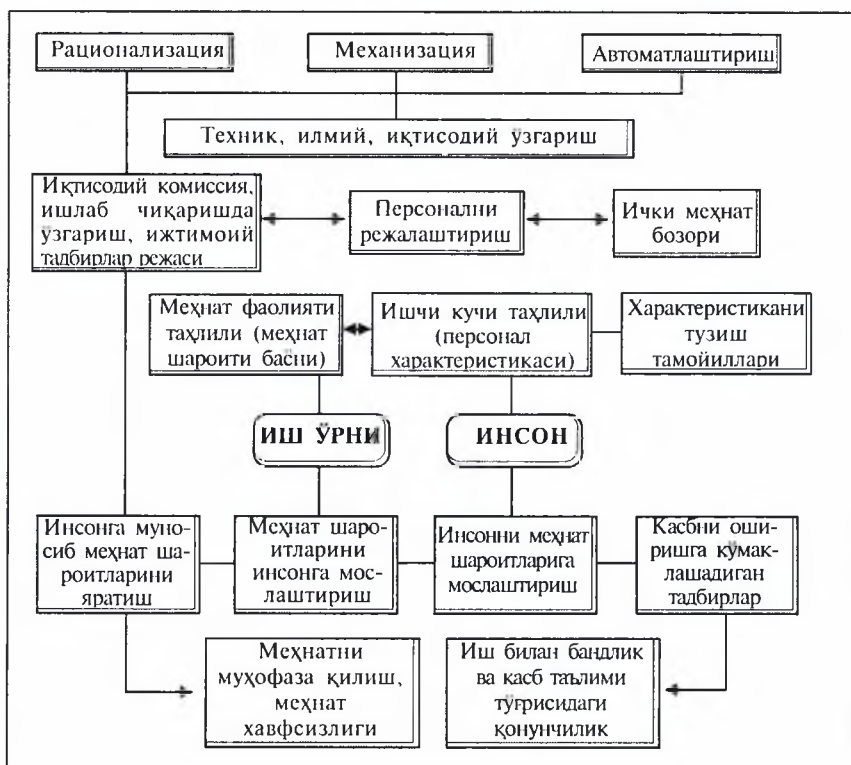 Рационализация
Механизация
Автоматлаштириш
Техник, илмий, иқтисодий ўзгариш
Иқтисодий комиссия,
ишлаб чиқаришда
ўзгариш, ижтимоий
тадбирлар режаси
Персонални
режалаштириш
Ички меҳнат
бозори
Меҳнат фаолияти
таҳлили (меҳнат
шароити баёни)
Ишчи кучи таҳлили
(персонал
характеристикаси)
Характеристикани
тузиш
тамойиллари
ИШ ЎРНИ
ИНСОН
Инсонга муно-
сиб меҳнат ша-
роитларини
яратиш
Меҳнат шаро-
итларини
инсонга мос-
лаштириш
Инсонни меҳнат
шароитларига
мослаштириш
Касбни оши-
ришга кўмак-
лашадиган
тадбирлар
Меҳнатни
муҳофаза қилиш,
меҳнат
хавфсизлиги
Иш билан бандлик
ва касб таълими
тўғрисидаги
қонунчилик